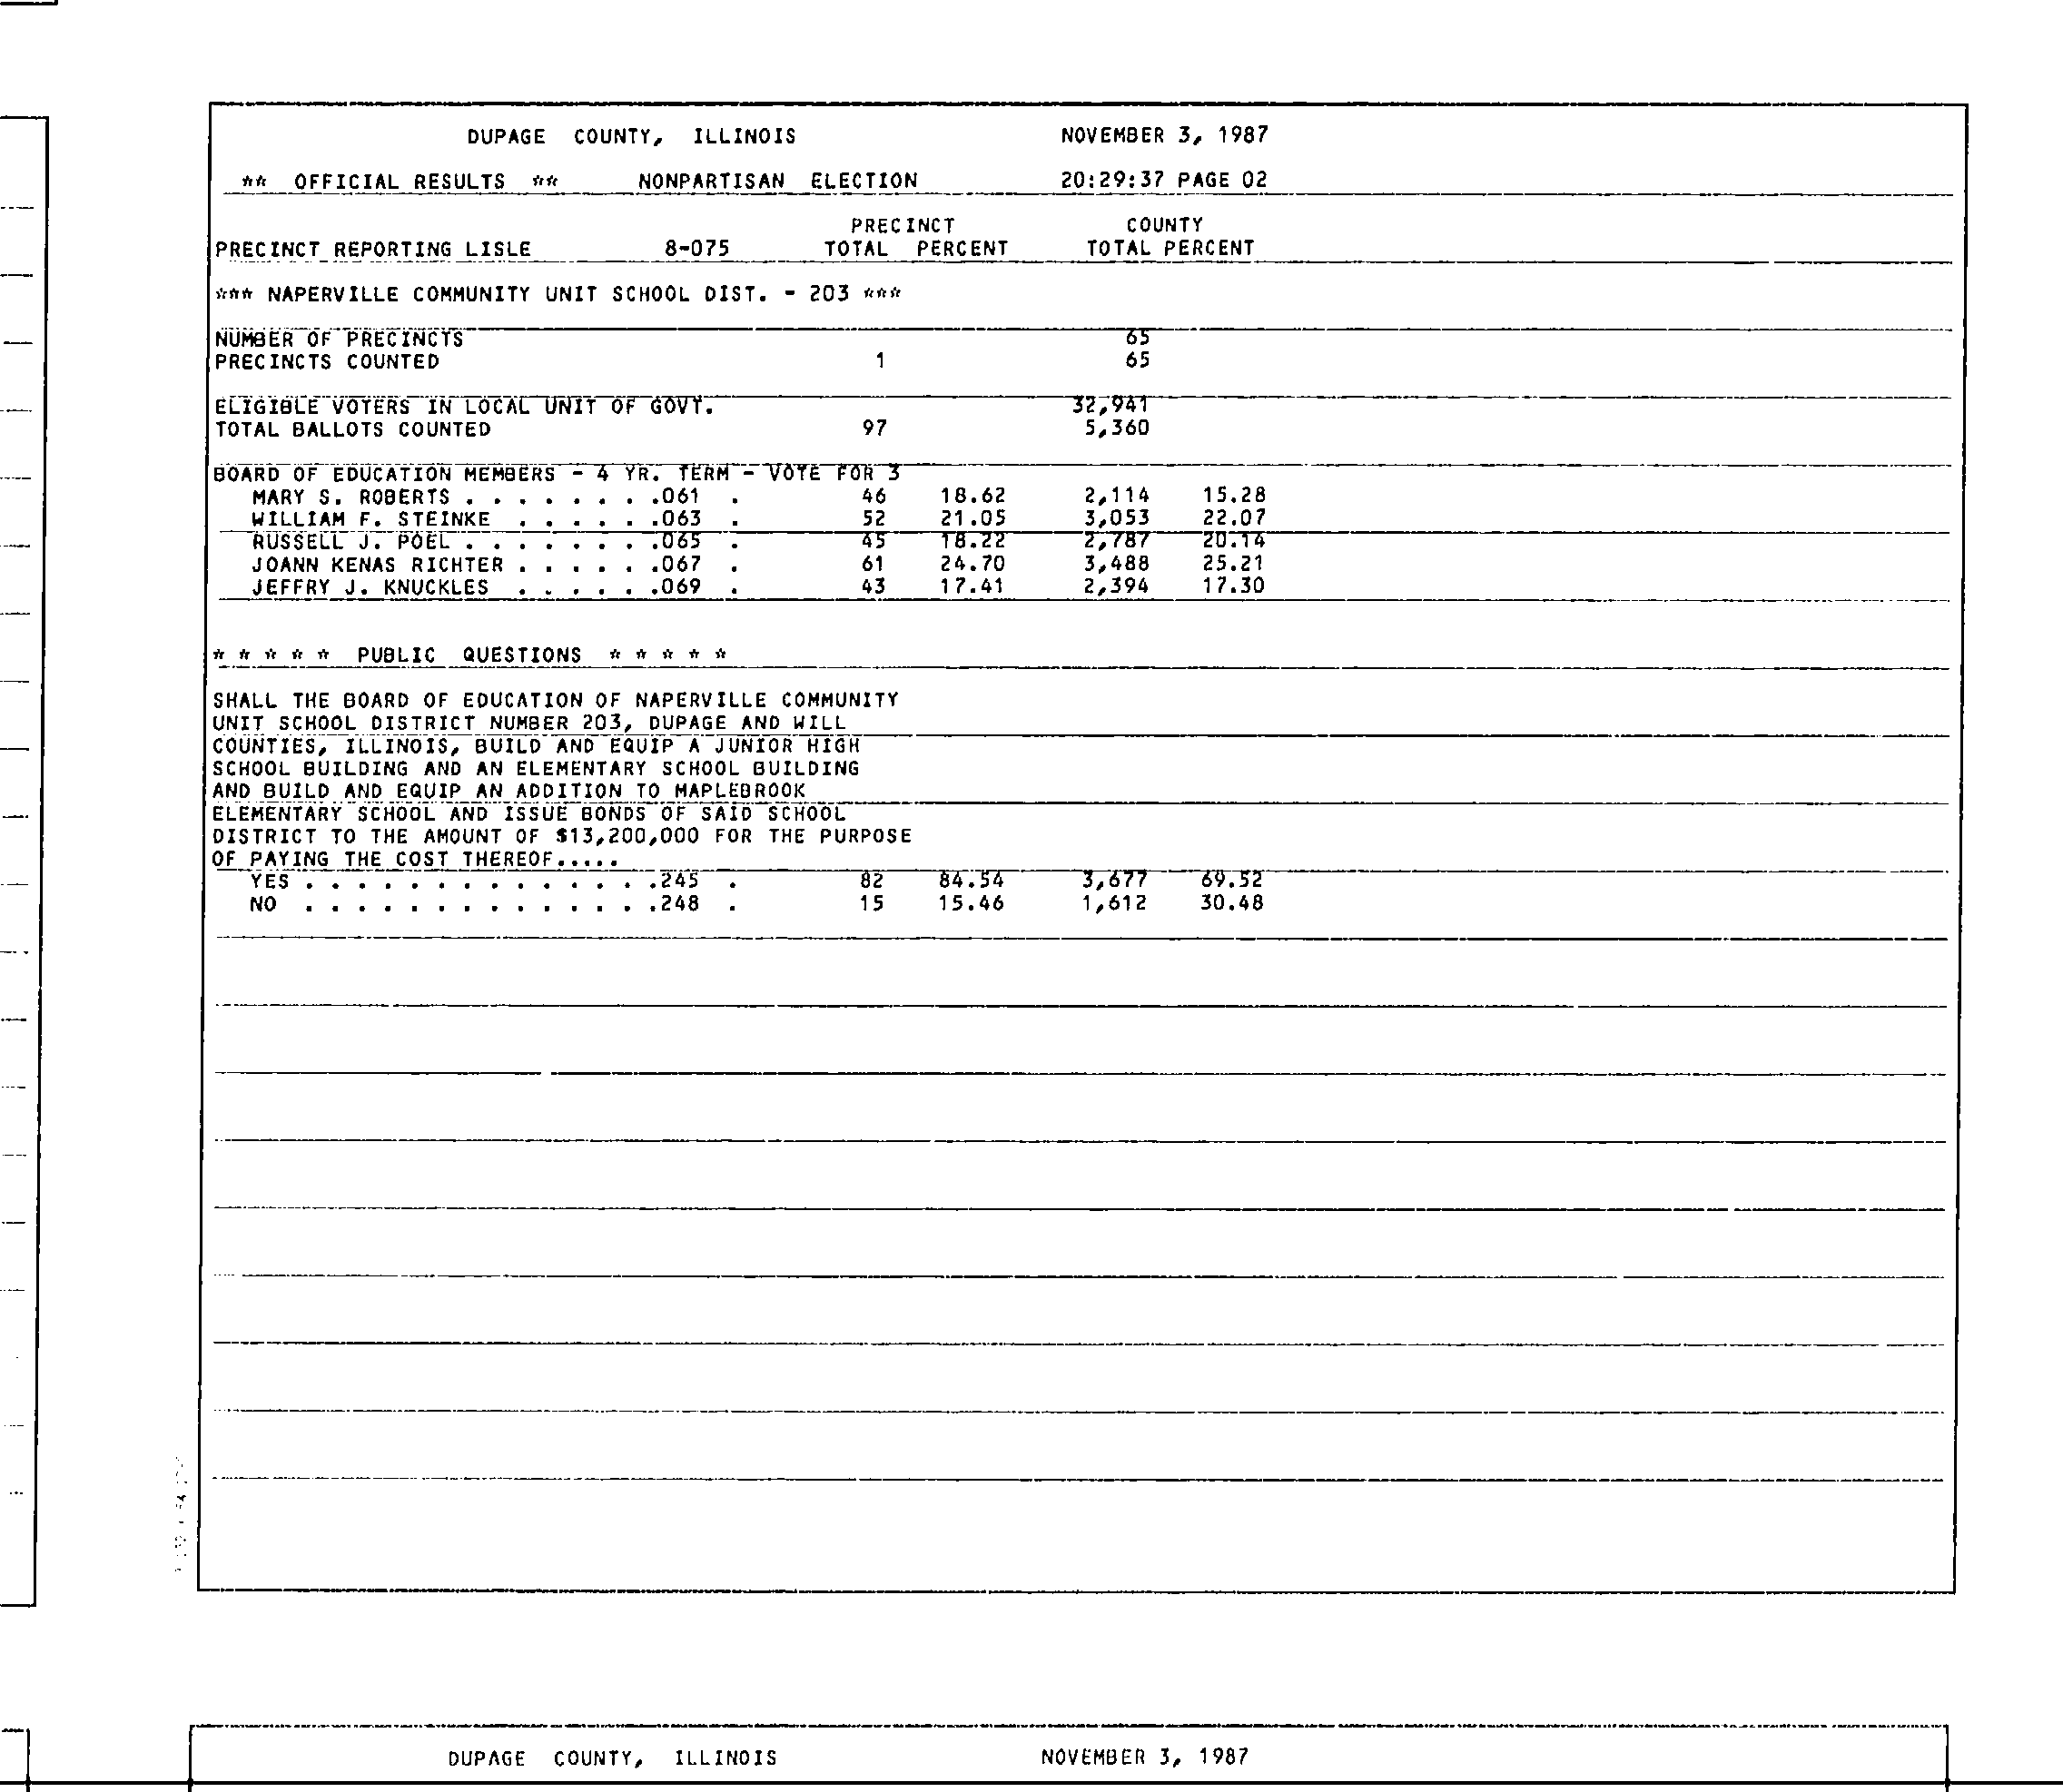 DUPAGE COUNTY, ILLINOIS NOVEMBER 3, 1987
** OFFICIAL RESULTS ** NONPARTISAN ELECTION 20:29:37 PAGE 02
PRECINCT COUNTY
PRECINCT REPORTING LISLE 8-075 TOTAL PERCENT TOTAL PERCENT
*** NAPERVILLE COMMUNITY UNIT SCHOOL DIST. - 203 ***
NUMBER OF PRECINCTS 65
PRECINCTS COUNTED 1 65
ELIGIBLE VOTERS IN LOCAL UNIT OF GOVT. 32,941
TOTAL BALLOTS COUNTED 97 5,360
BOARD OF EDUCATION MEMBERS - 4 YR. TERM - VOTE FOR 3
MARY S. ROBERTS . . . . . . . .061 . 46 18.62 2,114 15.28
WILLIAM F. STEINKE . . . . . .063 . 52 21.05 3,053 22.07
RUSSELL J. POEL . . . . . . . .065 . 45 18.22 2,787 20.14
JOANN KENAS RICHTER . . . . . .067 . 61 24.70 3,488 25.21
JEFFRY J. KNUCKLES . . . . . .069 . 43 17.41 2,394 17.30
* * * * * PUBLIC QUESTIONS * * * * *
SHALL THE BOARD OF EDUCATION OF NAPERVILLE COMMUNITY
UNIT SCHOOL DISTRICT NUMBER 203, DUPAGE AND WILL
COUNTIES, ILLINOIS, BUILD AND EQUIP A JUNIOR HIGH
SCHOOL BUILDING AND AN ELEMENTARY SCHOOL BUILDING
AND BUILD AND EQUIP AN ADDITION TO MAPLEBROOK
ELEMENTARY SCHOOL AND ISSUE BONDS OF SAID SCHOOL
DISTRICT TO THE AMOUNT OF $13,200,000 FOR THE PURPOSE
OF PAYING THE COST THEREOF.....
YES . . . . . . . . . . . . . .245 . 82 84.54 3,677 69.52
NO . . . . . . . . . . . . . .248 . 15 15.46 1,612 30.48
DUPAGE COUNTY, ILLINOIS NOVEMBER 3, 1987